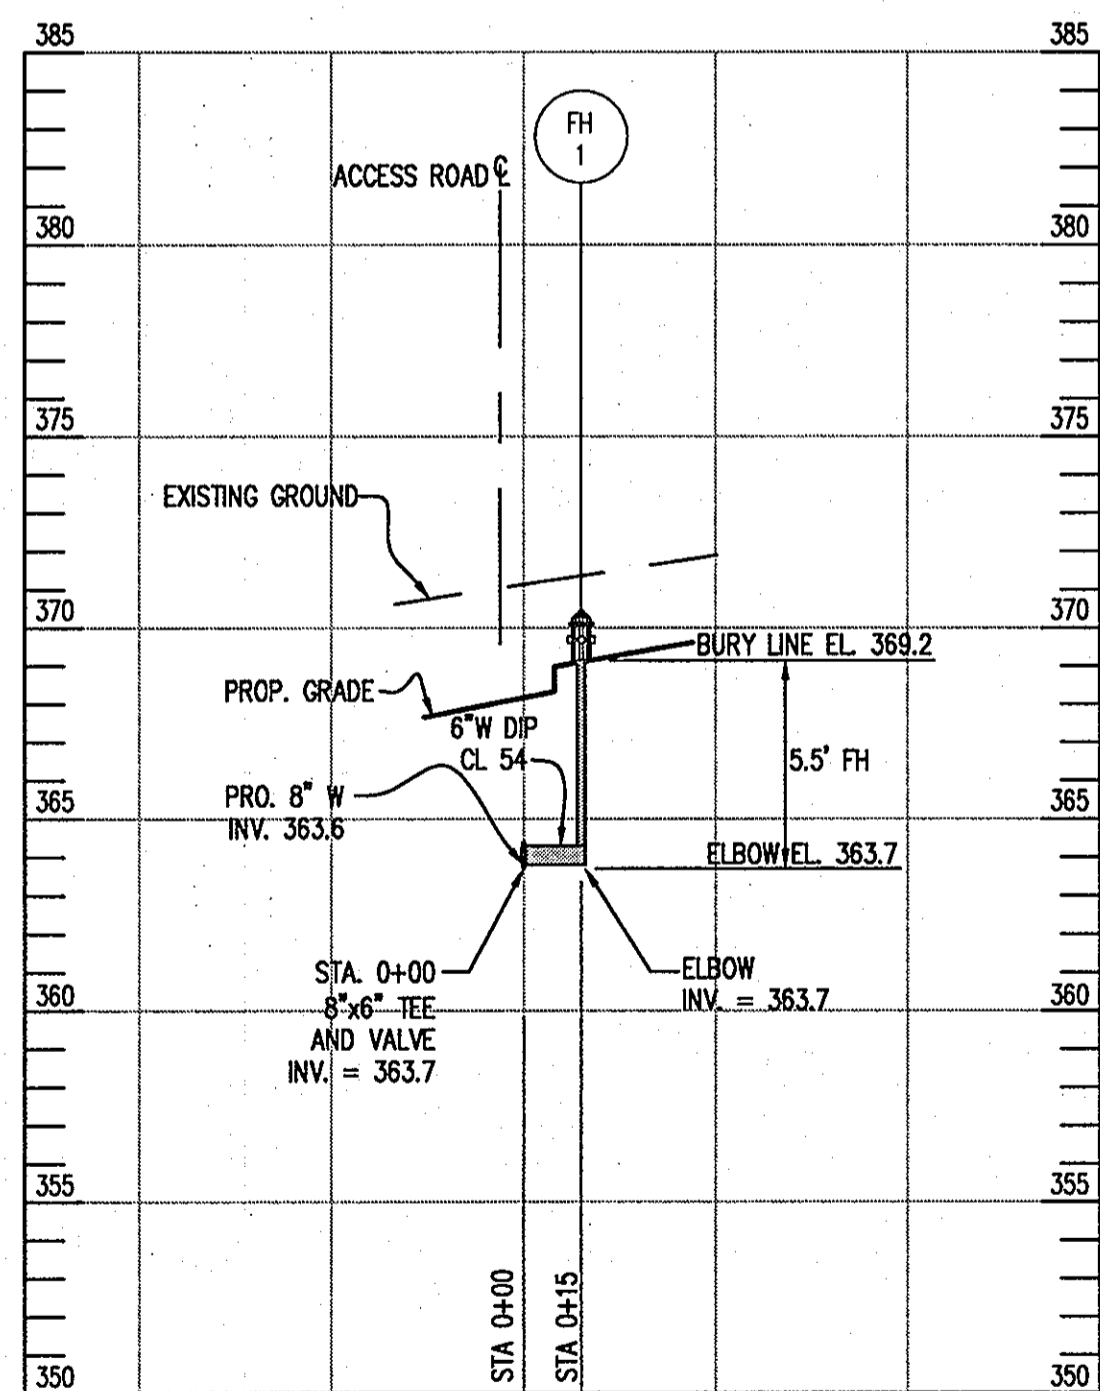 385
385
FH
1
ACCESS ROAD ℄
380
380
375
375
EXISTING GROUND
370
370
BURY LINE EL. 369.2
PROP. GRADE
6"W DIP
CL 54
5.5' FH
PRO. 8" W
INV. 363.6
365
365
ELBOW EL. 363.7
STA. 0+00
8"x6" TEE
AND VALVE
INV. = 363.7
ELBOW
INV. = 363.7
360
360
355
355
STA 0+00
STA 0+15
350
350